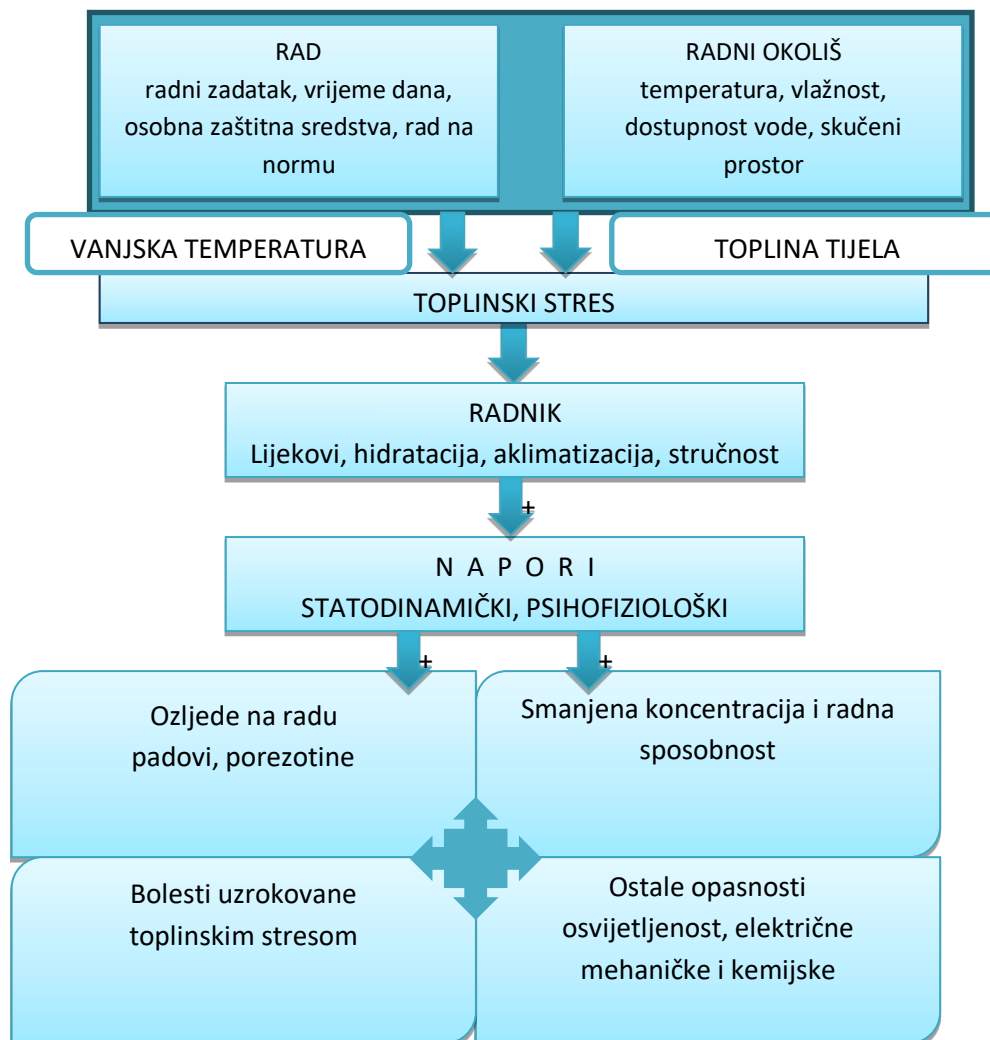 RAD
radni zadatak, vrijeme dana,
osobna zaštitna sredstva, rad na
normu
RADNI OKOLIŠ
temperatura, vlažnost,
dostupnost vode, skučeni
prostor
VANJSKA TEMPERATURA
TOPLINA TIJELA
TOPLINSKI STRES
RADNIK
Lijekovi, hidratacija, aklimatizacija, stručnost
+
N A P O R I
STATODINAMIČKI, PSIHOFIZIOLOŠKI
+
+
Ozljede na radu
padovi, porezotine
Smanjena koncentracija i radna
sposobnost
Bolesti uzrokovane
toplinskim stresom
Ostale opasnosti
osvijetljenost, električne
mehaničke i kemijske